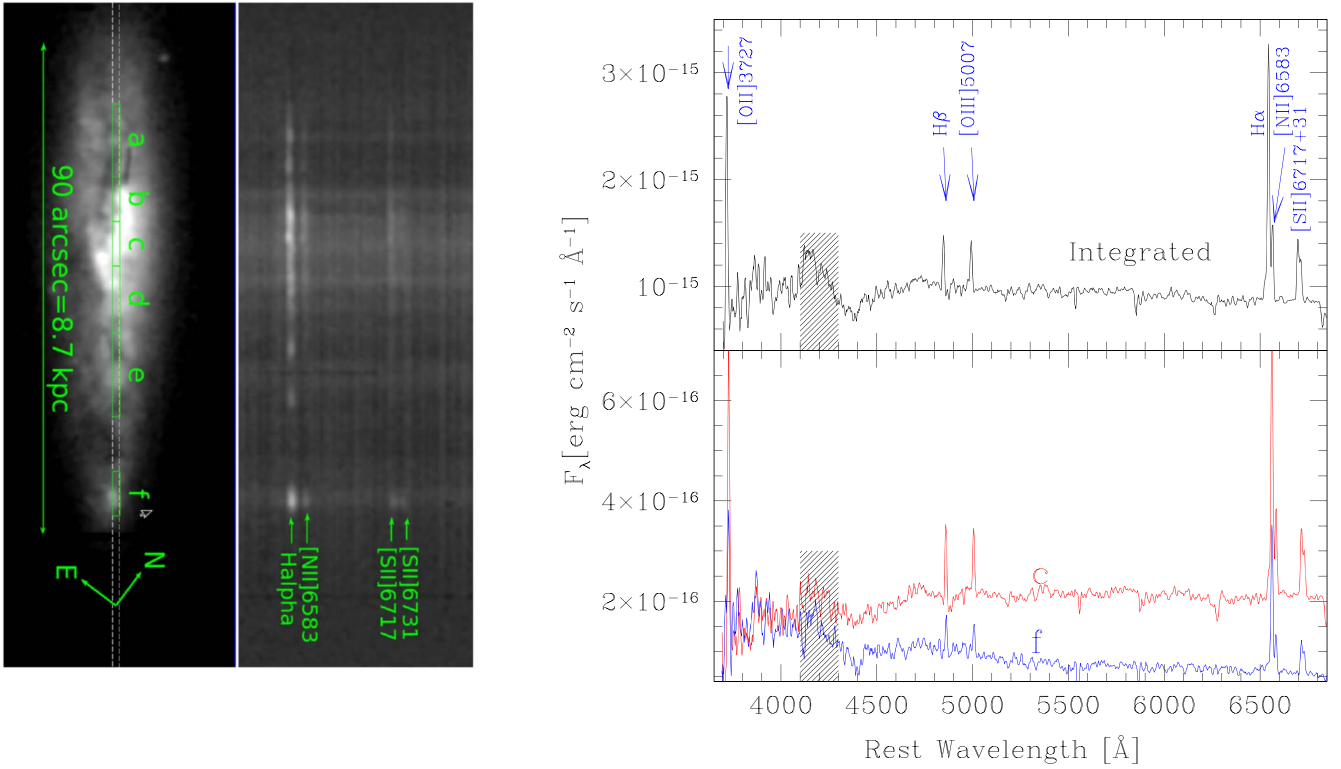 a
b
c
d
e
f
90 arcsec=8.7 kpc
N
E
Halpha
[NII]6583
[SII]6717
[SII]6731
F_λ[erg cm⁻² s⁻¹ Å⁻¹]
3×10⁻¹⁵
2×10⁻¹⁵
10⁻¹⁵
[OII]3727
Hβ
[OIII]5007
Hα
[NII]6583
[SII]6717+31
Integrated
6×10⁻¹⁶
4×10⁻¹⁶
2×10⁻¹⁶
c
f
4000 4500 5000 5500 6000 6500
Rest Wavelength [Å]